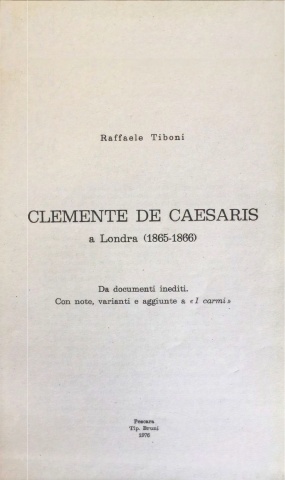 Raffaele Tiboni
CLEMENTE DE CAESARIS
a Londra (1865-1866)
Da documenti inediti.
Con note, varianti e aggiunte a « I carmi »
Pescara
Tip. Bruni
1976